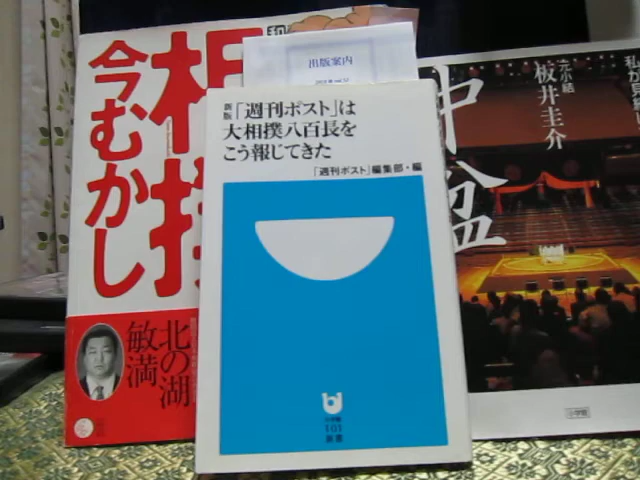 相撲
今むかし
北の湖
敏満
出版案内
新版「週刊ポスト」は
大相撲八百長を
こう報じてきた
「週刊ポスト」編集部・編
小学館
101
新書
元小結
板井圭介
中盆
小学館